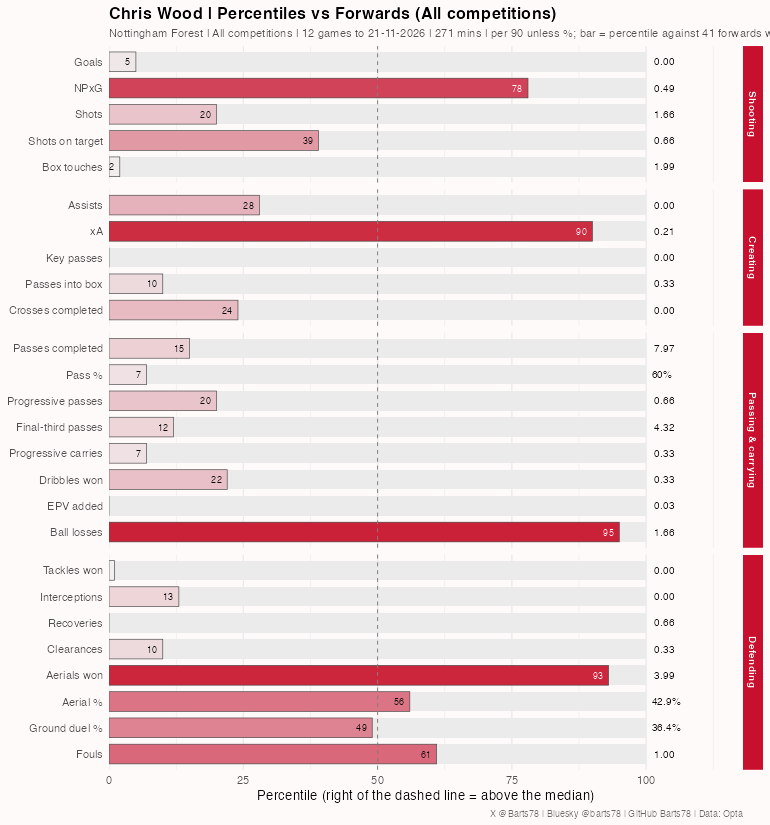 Chris Wood | Percentiles vs Forwards (All competitions)
Nottingham Forest | All competitions | 12 games to 21-11-2026 | 271 mins | per 90 unless %; bar = percentile against 41 forwards w
Goals 5 0.00
NPxG 78 0.49
Shots 20 1.66
Shots on target 39 0.66
Box touches 2 1.99
Shooting
Assists 28 0.00
xA 90 0.21
Key passes 0.00
Passes into box 10 0.33
Crosses completed 24 0.00
Creating
Passes completed 15 7.97
Pass % 7 60%
Progressive passes 20 0.66
Final-third passes 12 4.32
Progressive carries 7 0.33
Dribbles won 22 0.33
EPV added 0.03
Ball losses 95 1.66
Passing & carrying
Tackles won 0.00
Interceptions 13 0.00
Recoveries 0.66
Clearances 10 0.33
Aerials won 93 3.99
Aerial % 56 42.9%
Ground duel % 49 36.4%
Fouls 61 1.00
Defending
0 25 50 75 100
Percentile (right of the dashed line = above the median)
X @Barts78 | Bluesky @barts78 | GitHub Barts78 | Data: Opta